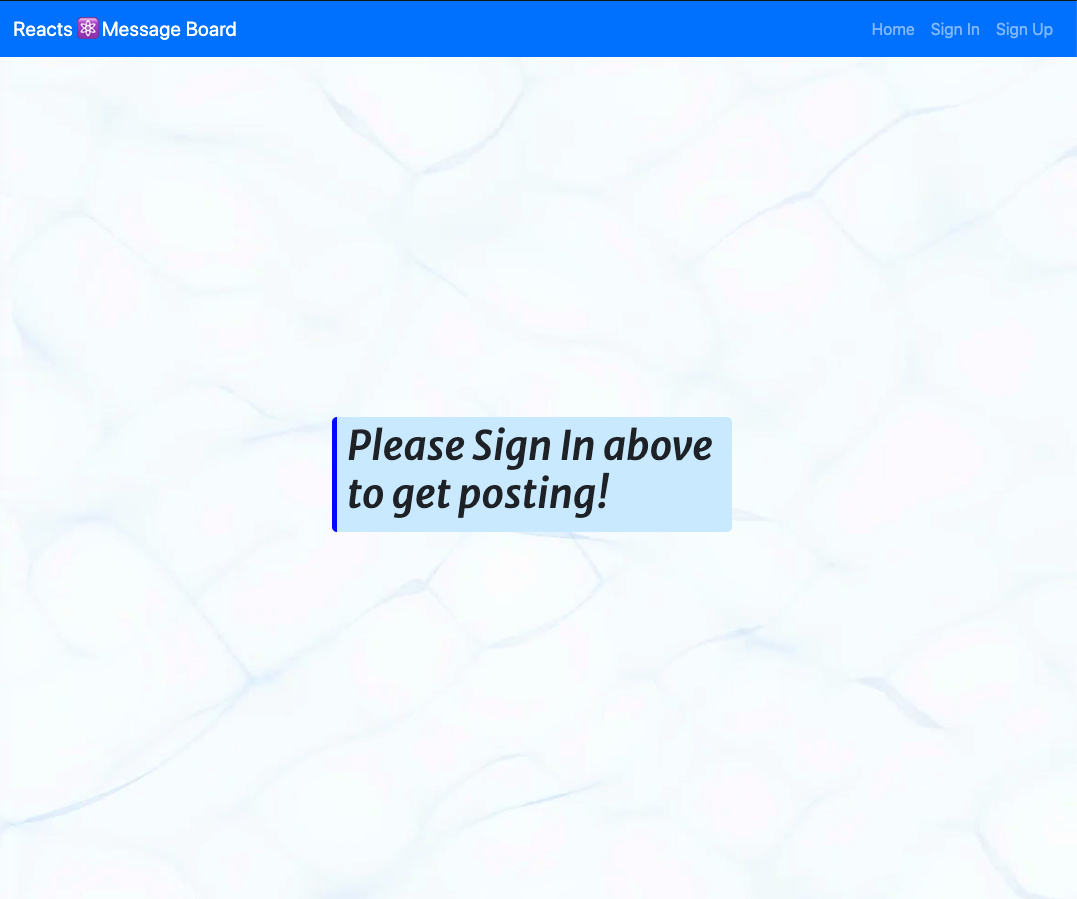 Reacts ⚛️ Message Board
Home Sign In Sign Up
Please Sign In above
to get posting!